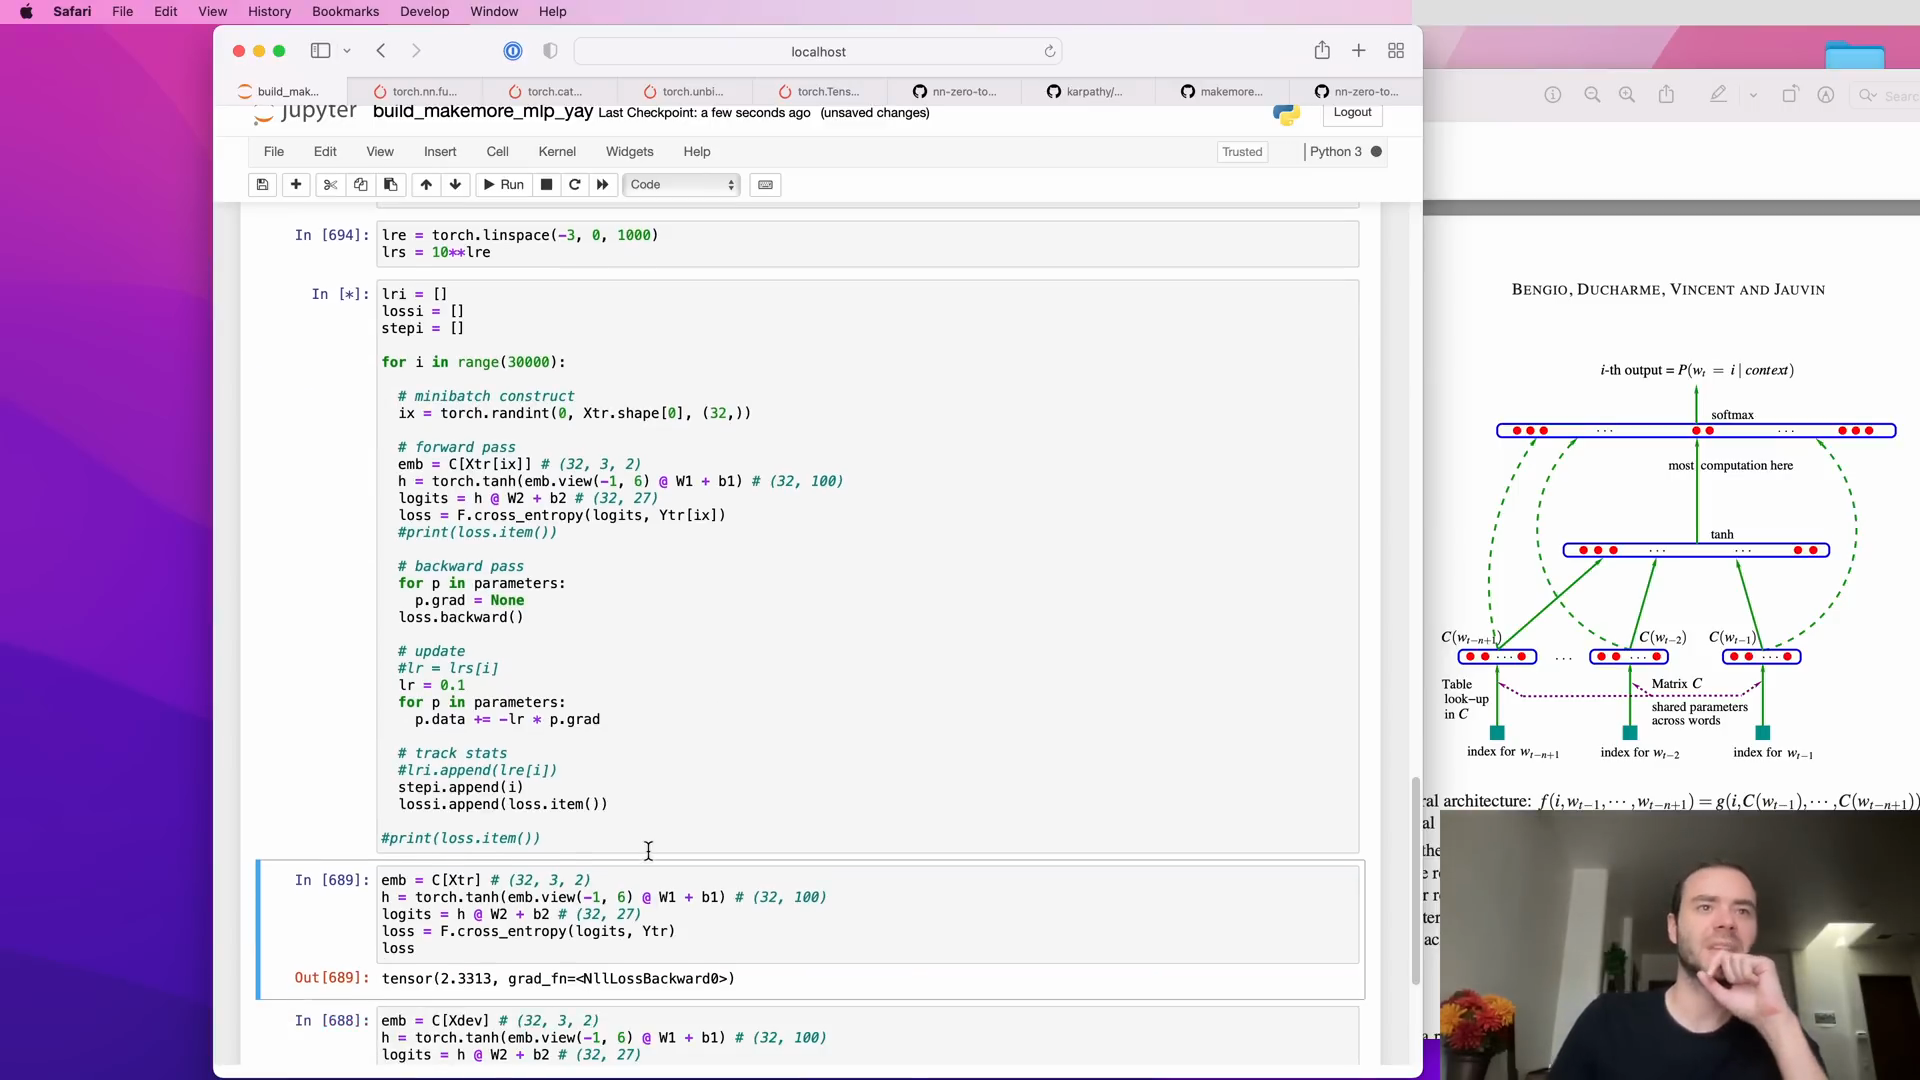 Safari File Edit View History Bookmarks Develop Window Help
localhost
build_mak... torch.nn.fu... torch.cat... torch.unbi... torch.Tens... nn-zero-to... karpathy/... makemore... nn-zero-to...
jupyter build_makemore_mlp_yay Last Checkpoint: a few seconds ago (unsaved changes) Logout
File Edit View Insert Cell Kernel Widgets Help Trusted Python 3
Run Code
In [694]: lre = torch.linspace(-3, 0, 1000)
lrs = 10**lre
In [*]: lri = []
lossi = []
stepi = []
for i in range(30000):
# minibatch construct
ix = torch.randint(0, Xtr.shape[0], (32,))
# forward pass
emb = C[Xtr[ix]] # (32, 3, 2)
h = torch.tanh(emb.view(-1, 6) @ W1 + b1) # (32, 100)
logits = h @ W2 + b2 # (32, 27)
loss = F.cross_entropy(logits, Ytr[ix])
#print(loss.item())
# backward pass
for p in parameters:
p.grad = None
loss.backward()
# update
#lr = lrs[i]
lr = 0.1
for p in parameters:
p.data += -lr * p.grad
# track stats
#lri.append(lre[i])
stepi.append(i)
lossi.append(loss.item())
#print(loss.item())
In [689]: emb = C[Xtr] # (32, 3, 2)
h = torch.tanh(emb.view(-1, 6) @ W1 + b1) # (32, 100)
logits = h @ W2 + b2 # (32, 27)
loss = F.cross_entropy(logits, Ytr)
loss
Out[689]: tensor(2.3313, grad_fn=<NllLossBackward0>)
In [688]: emb = C[Xdev] # (32, 3, 2)
h = torch.tanh(emb.view(-1, 6) @ W1 + b1) # (32, 100)
logits = h @ W2 + b2 # (32, 27)
Search
BENGIO, DUCHARME, VINCENT AND JAUVIN
i-th output = P(w_t = i | context)
softmax
. . .
. . .
most computation here
tanh
. . .
. . .
C(w_{t−n+1}) C(w_{t−2}) C(w_{t−1})
. . .
Table look−up in C
Matrix C
shared parameters
across words
index for w_{t−n+1} index for w_{t−2} index for w_{t−1}
ral architecture: f(i, w_{t−1}, ···, w_{t−n+1}) = g(i, C(w_{t−1}), ···, C(w_{t−n+1}))